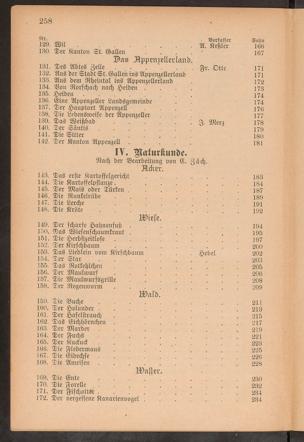 258
Nr. Verfasser Seite
129. Wil A. Keßler 166
130. Der Kanton St. Gallen 167
Das Appenzellerland.
131. Des Abtes Zelle Fr. Otte 171
132. Aus der Stadt St. Gallen ins Appenzellerland 171
133. Aus dem Rheintal ins Appenzellerland 172
134. Von Rorschach nach Heiden 173
135. Heiden 174
136. Eine Appenzeller Landsgemeinde 174
137. Der Hauptort Appenzell 176
138. Die Lebensweise der Appenzeller 177
139. Das Weißbad J. Merz 178
140. Der Säntis 179
141. Die Sitter 180
142. Der Kanton Appenzell 181
IV. Naturkunde.
Nach der Bearbeitung von C. Zäch.
Acker.
143. Das erste Kartoffelgericht 183
144. Die Kartoffelpflanze 184
145. Der Mais oder Türken 187
146. Die Runkelrübe 189
147. Die Lerche 191
148. Die Kröte 192
Wiese.
149. Der scharfe Hahnenfuß 194
150. Das Wiesenschaumkraut 195
151. Die Herbstzeitlose 197
152. Der Kirschbaum 200
153. Das Liedlein vom Kirschbaum Hebel 202
154. Der Star 203
155. Das Rotkehlchen 205
156. Der Maulwurf 206
157. Die Maulwurfsgrille 208
158. Der Regenwurm 209
Wald.
159. Die Buche 211
160. Der Holunder 213
161. Der Haselstrauch 215
162. Das Eichhörnchen 217
163. Der Marder 219
164. Der Fuchs 221
165. Der Kuckuck 223
166. Die Fledermaus 225
167. Die Eidechse 226
168. Die Ameisen 228
Wasser.
169. Die Ente 230
170. Die Forelle 232
171. Der Fischotter 234
172. Der vergessene Kanarienvogel 234